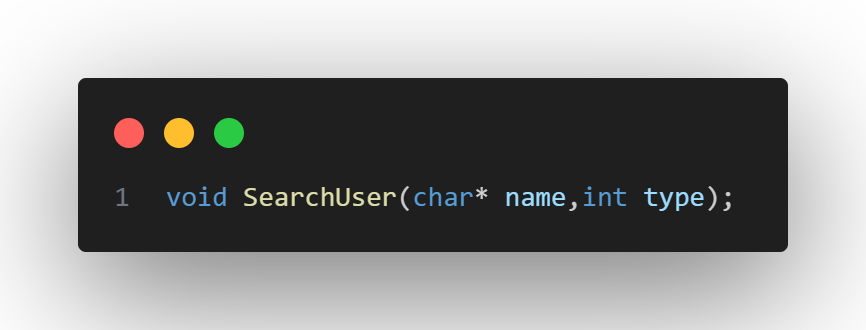 1 void SearchUser(char* name,int type);